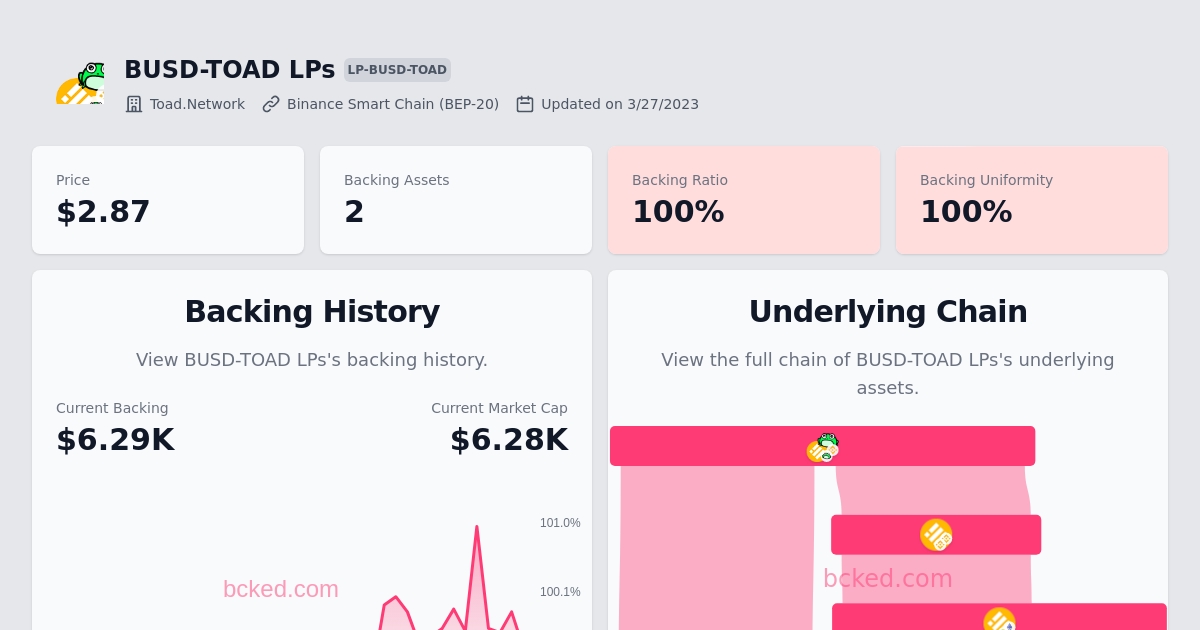 BUSD-TOAD LPs LP-BUSD-TOAD
Toad.Network Binance Smart Chain (BEP-20) Updated on 3/27/2023
Price
$2.87
Backing Assets
2
Backing Ratio
100%
Backing Uniformity
100%
Backing History
View BUSD-TOAD LPs's backing history.
Current Backing
$6.29K
Current Market Cap
$6.28K
101.0%
100.1%
bcked.com
Underlying Chain
View the full chain of BUSD-TOAD LPs's underlying
assets.
bcked.com